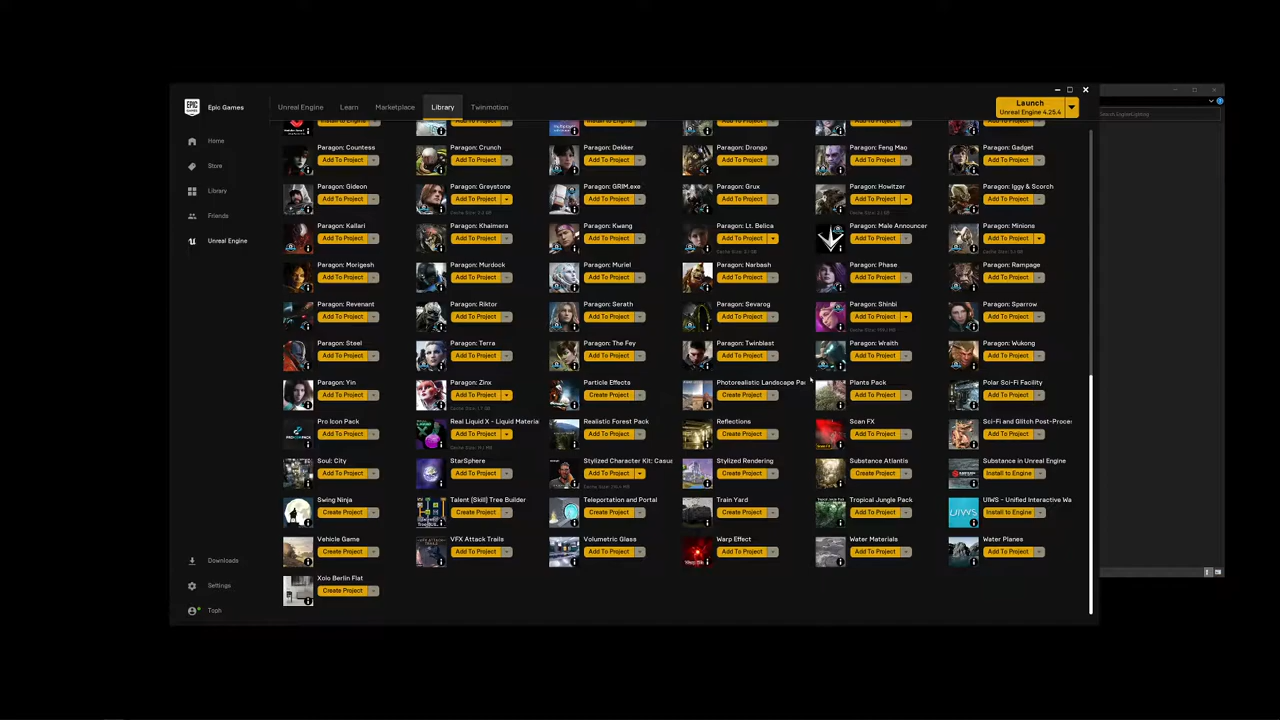 EPIC GAMES
Epic Games
Unreal Engine
Learn
Marketplace
Library
Twinmotion
Launch
Unreal Engine 4.25.4
Home
Store
Library
Friends
Unreal Engine
Downloads
Settings
Toph
Paragon: Countess
Add To Project
Paragon: Crunch
Add To Project
Paragon: Dekker
Add To Project
Paragon: Drongo
Add To Project
Paragon: Feng Mao
Add To Project
Paragon: Gadget
Add To Project
Paragon: Gideon
Add To Project
Paragon: Greystone
Add To Project
Paragon: GRIM.exe
Add To Project
Paragon: Grux
Add To Project
Paragon: Howitzer
Add To Project
Paragon: Iggy & Scorch
Add To Project
Paragon: Kallari
Add To Project
Paragon: Khaimera
Add To Project
Paragon: Kwang
Add To Project
Paragon: Lt. Belica
Add To Project
Paragon: Male Announcer
Add To Project
Paragon: Minions
Add To Project
Paragon: Morigesh
Add To Project
Paragon: Murdock
Add To Project
Paragon: Muriel
Add To Project
Paragon: Narbash
Add To Project
Paragon: Phase
Add To Project
Paragon: Rampage
Add To Project
Paragon: Revenant
Add To Project
Paragon: Riktor
Add To Project
Paragon: Serath
Add To Project
Paragon: Sevarog
Add To Project
Paragon: Shinbi
Add To Project
Paragon: Sparrow
Add To Project
Paragon: Steel
Add To Project
Paragon: Terra
Add To Project
Paragon: The Fey
Add To Project
Paragon: Twinblast
Add To Project
Paragon: Wraith
Add To Project
Paragon: Wukong
Add To Project
Paragon: Yin
Add To Project
Paragon: Zinx
Add To Project
Particle Effects
Create Project
Photorealistic Landscape Pac
Create Project
Plants Pack
Add To Project
Polar Sci-Fi Facility
Add To Project
Pro Icon Pack
Add To Project
Real Liquid X - Liquid Materia
Add To Project
Realistic Forest Pack
Add To Project
Reflections
Create Project
Scan FX
Add To Project
Sci-Fi and Glitch Post-Proces
Add To Project
Soul: City
Add To Project
StarSphere
Add To Project
Stylized Character Kit: Casua
Add To Project
Stylized Rendering
Create Project
Substance Atlantis
Create Project
Substance in Unreal Engine
Install to Engine
Swing Ninja
Create Project
Talent (Skill) Tree Builder
Create Project
Teleportation and Portal
Create Project
Train Yard
Create Project
Tropical Jungle Pack
Add To Project
UIWS - Unified Interactive Wa
Install to Engine
Vehicle Game
Create Project
VFX Attack Trails
Add To Project
Volumetric Glass
Add To Project
Warp Effect
Add To Project
Water Materials
Add To Project
Water Planes
Add To Project
Xolo Berlin Flat
Create Project